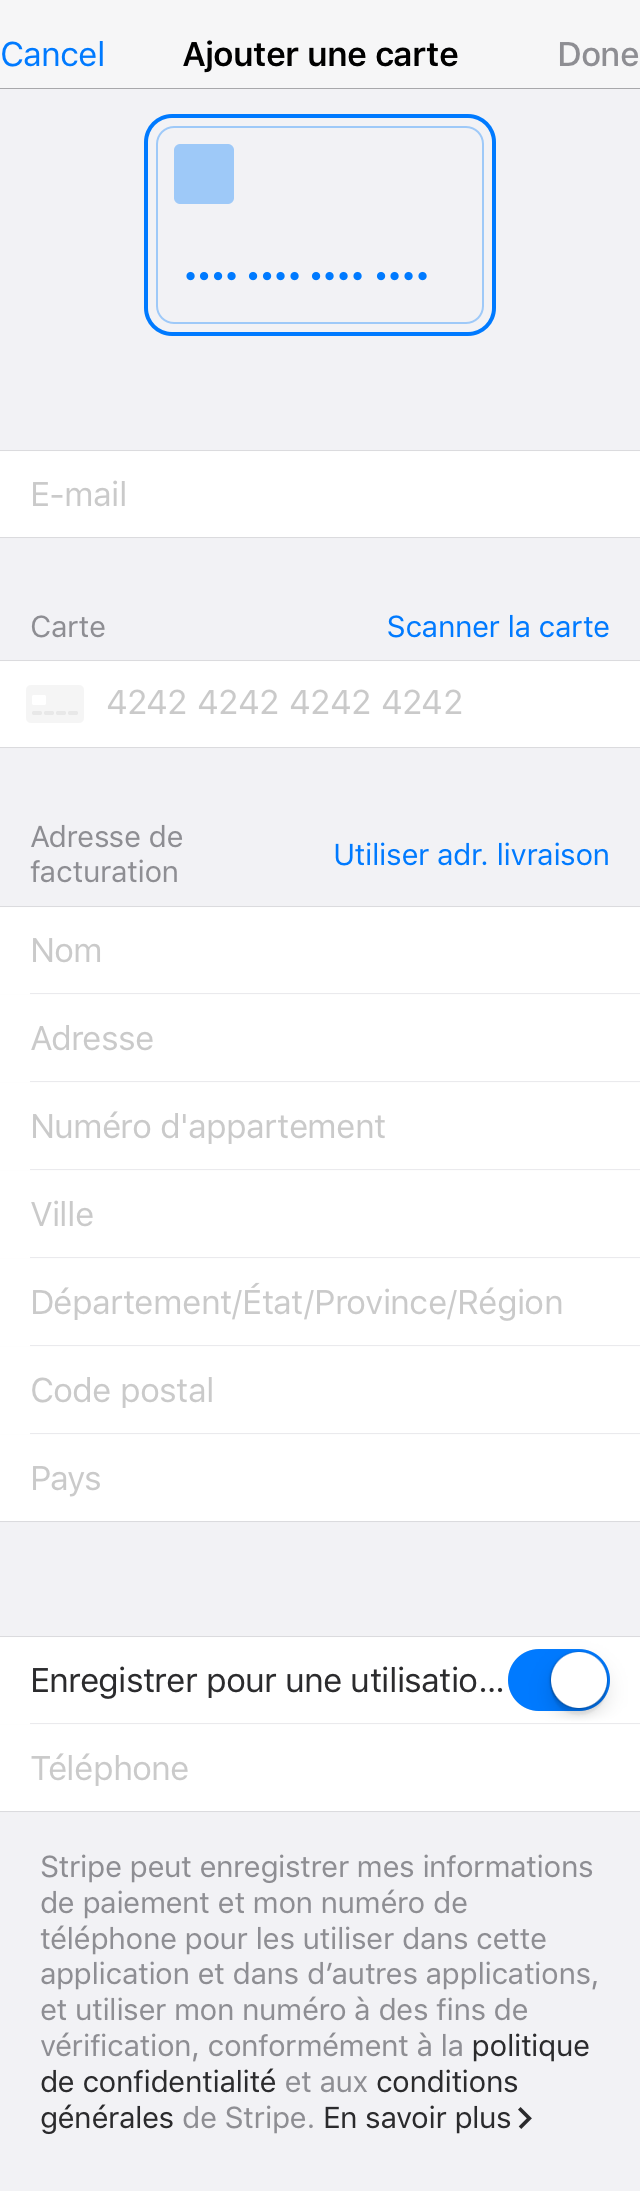 Cancel Ajouter une carte Done
•••• •••• •••• ••••
E-mail
Carte Scanner la carte
4242 4242 4242 4242
Adresse de
facturation
Utiliser adr. livraison
Nom
Adresse
Numéro d'appartement
Ville
Département/État/Province/Région
Code postal
Pays
Enregistrer pour une utilisatio...
Téléphone
Stripe peut enregistrer mes informations
de paiement et mon numéro de
téléphone pour les utiliser dans cette
application et dans d’autres applications,
et utiliser mon numéro à des fins de
vérification, conformément à la politique
de confidentialité et aux conditions
générales de Stripe. En savoir plus